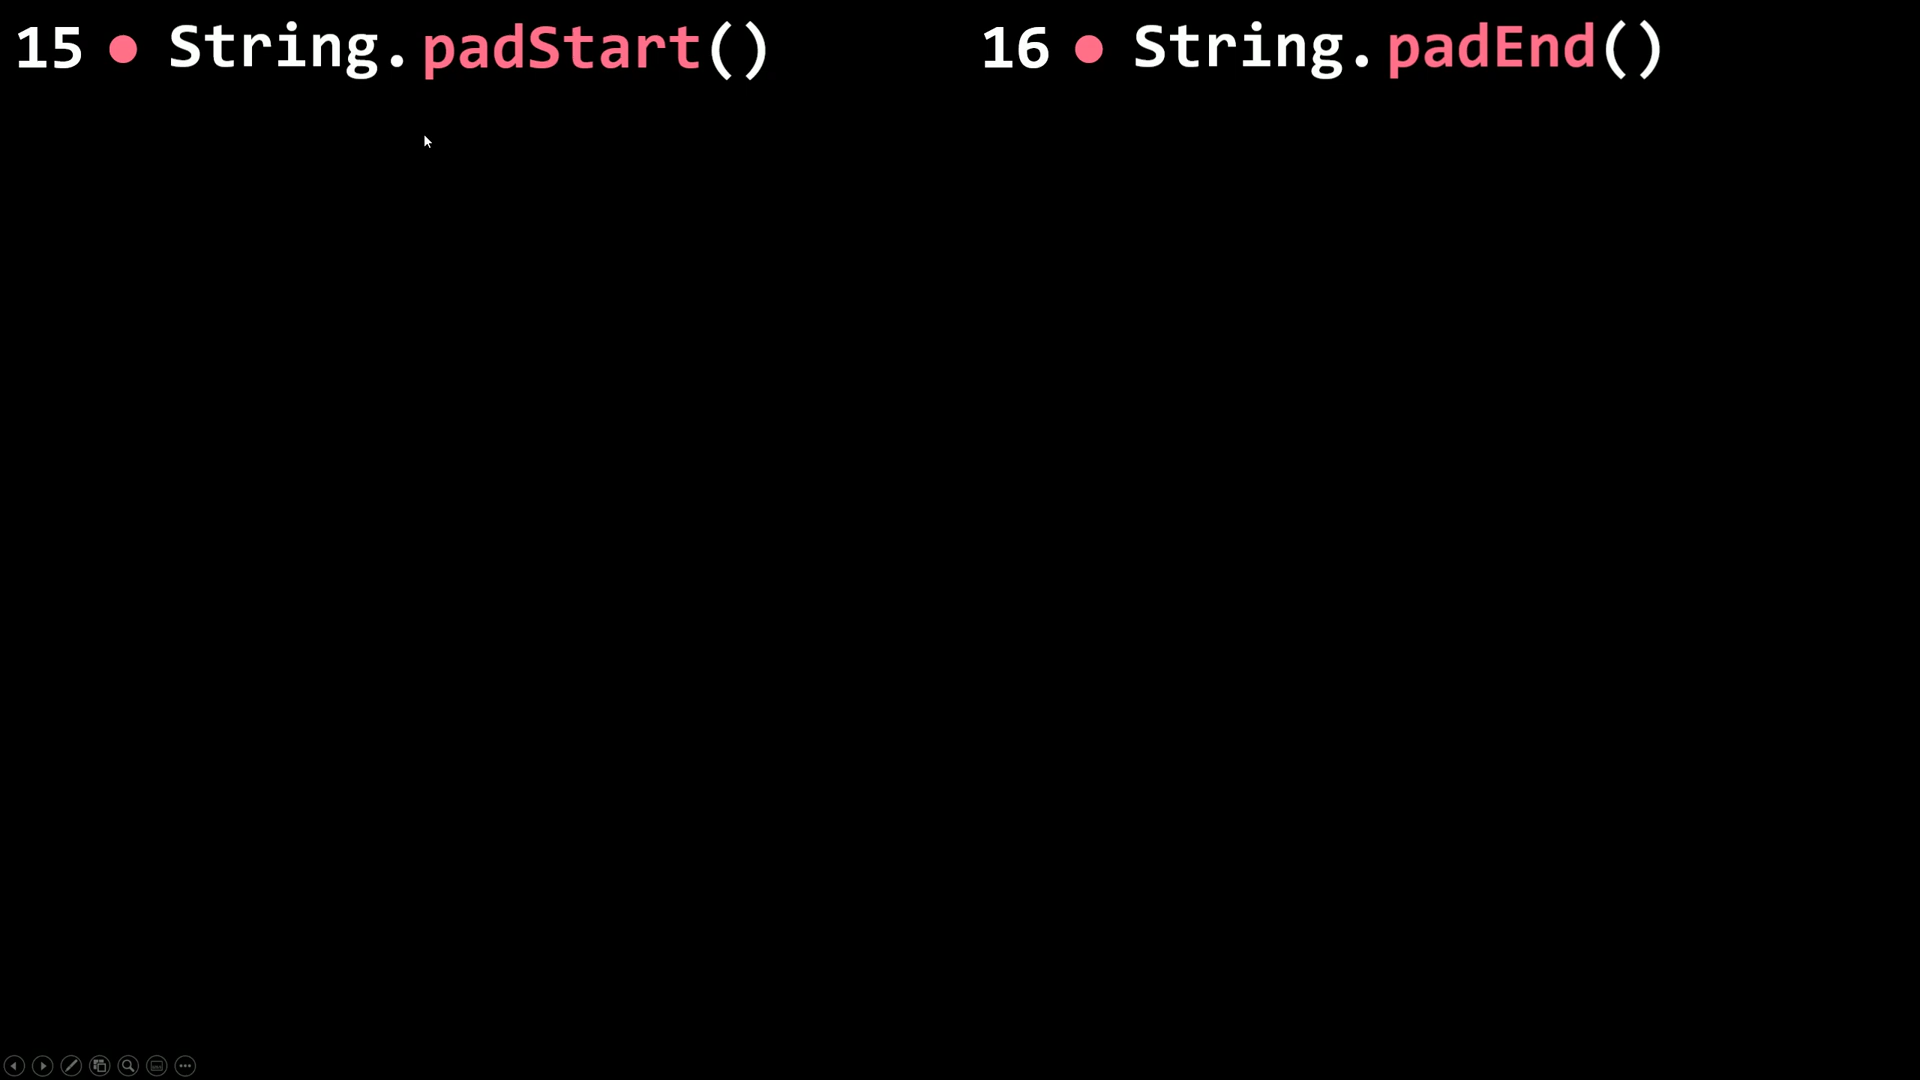 15 ● String.padStart()
16 ● String.padEnd()